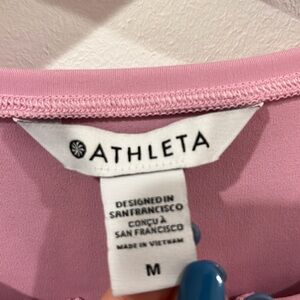 ATHLETA
DESIGNED IN
SAN FRANCISCO
CONÇU À
SAN FRANCISCO
MADE IN VIETNAM
M